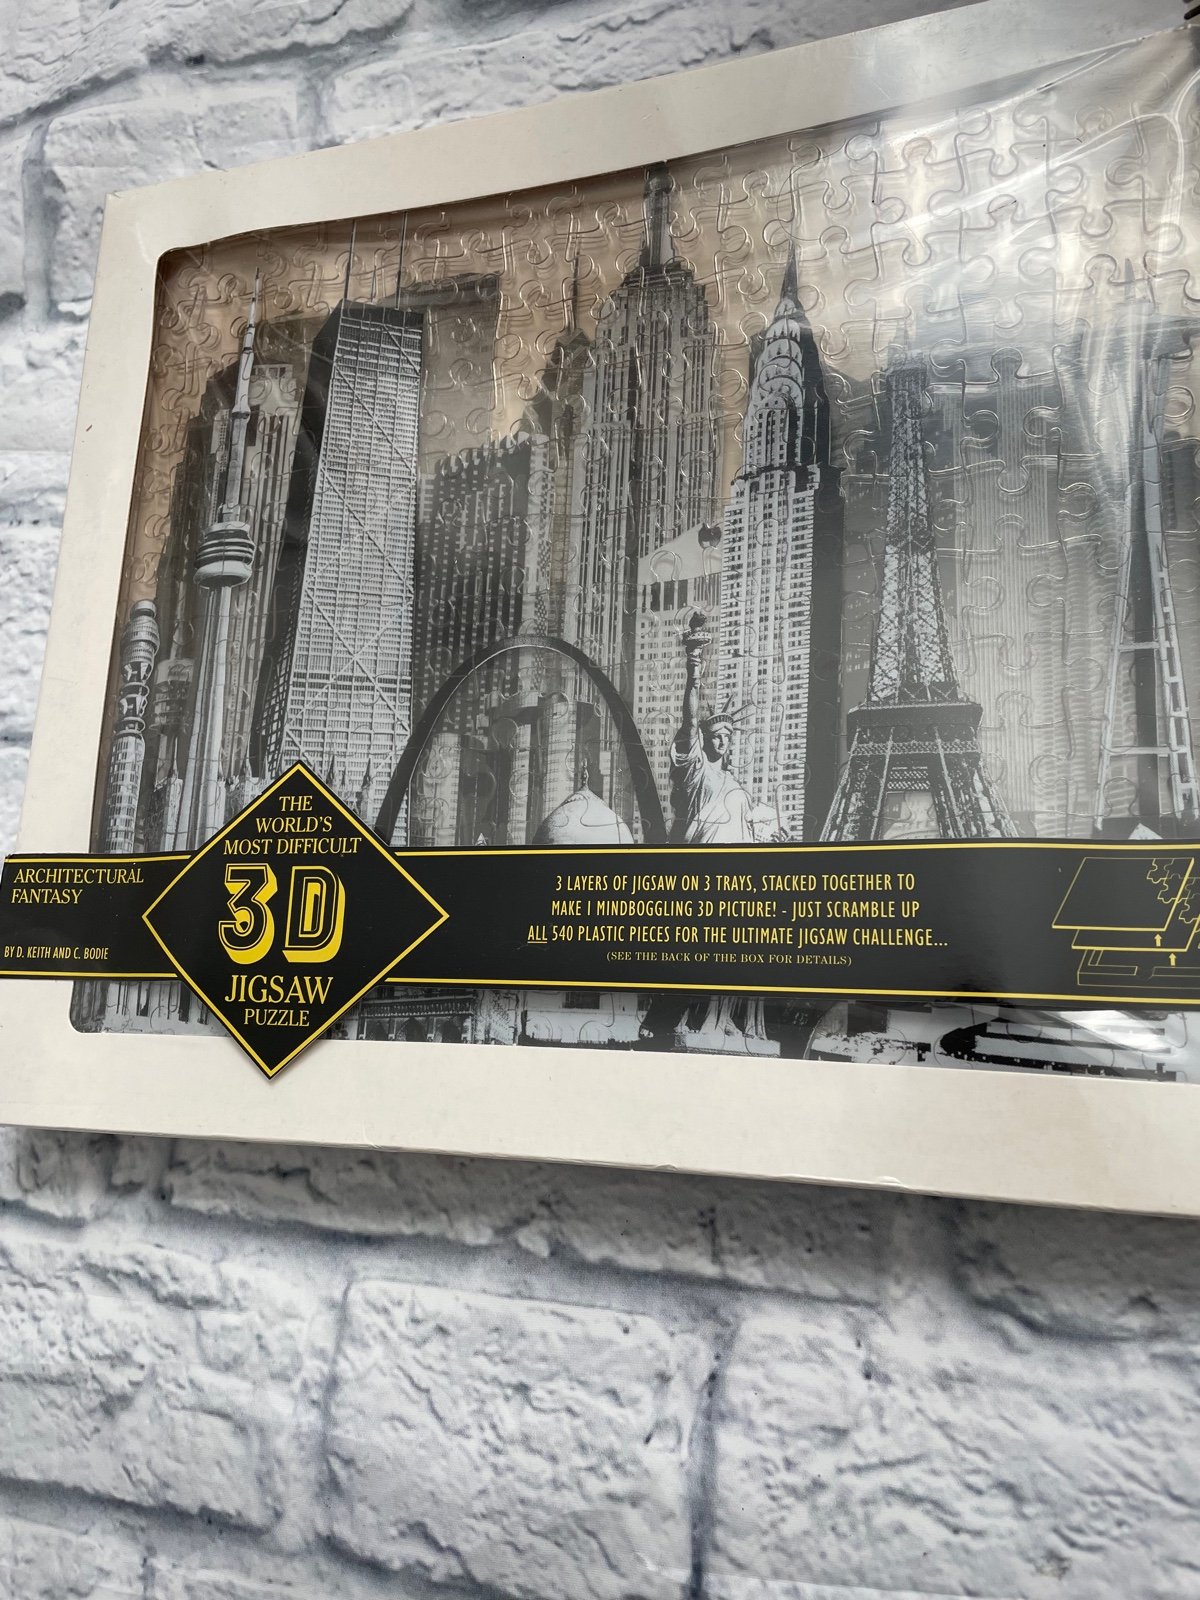 ARCHITECTURAL
FANTASY
BY D. KEITH AND C. BODIE
THE
WORLD'S
MOST DIFFICULT
3D
JIGSAW
PUZZLE
3 LAYERS OF JIGSAW ON 3 TRAYS, STACKED TOGETHER TO
MAKE 1 MINDBOGGLING 3D PICTURE! - JUST SCRAMBLE UP
ALL 540 PLASTIC PIECES FOR THE ULTIMATE JIGSAW CHALLENGE...
(SEE THE BACK OF THE BOX FOR DETAILS)